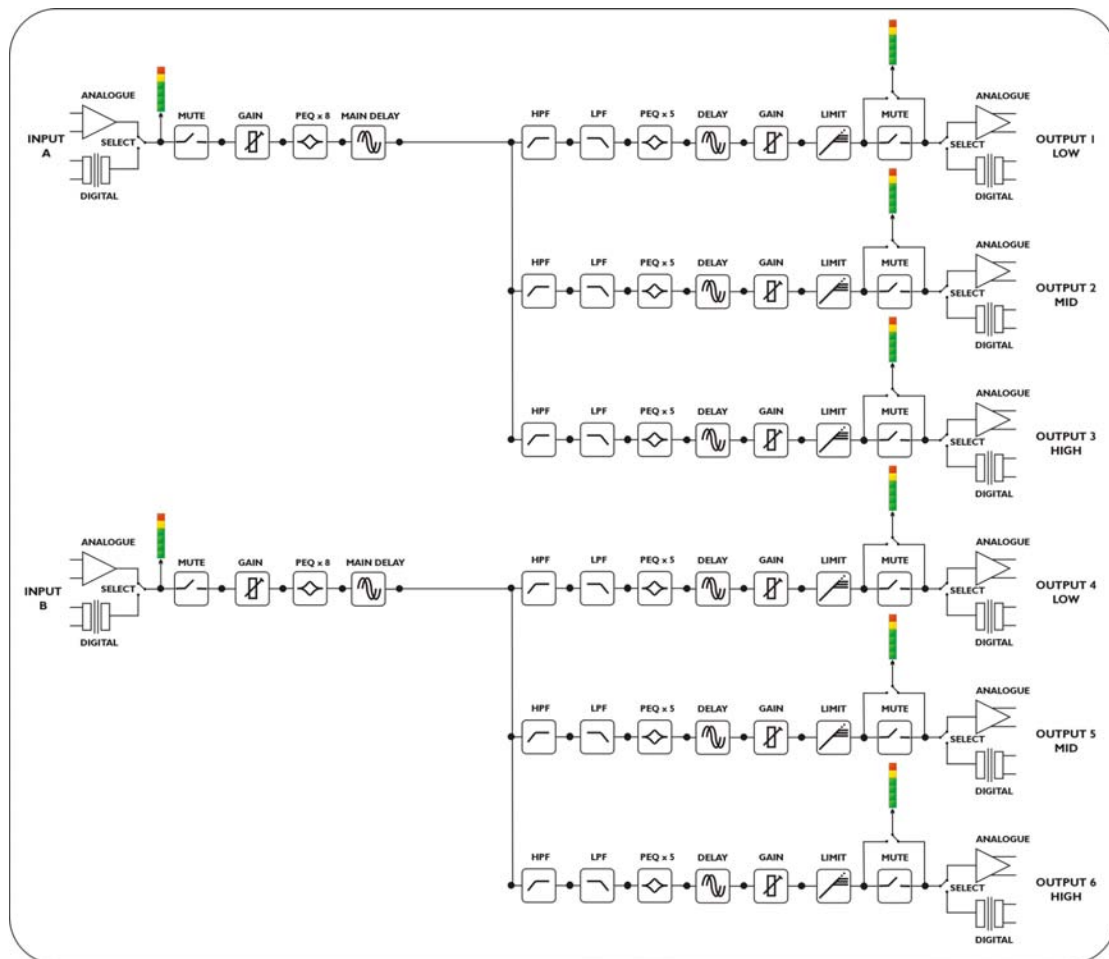 ANALOGUE
INPUT A
SELECT
DIGITAL
MUTE GAIN PEQ x 8 MAIN DELAY
HPF LPF PEQ x 5 DELAY GAIN LIMIT MUTE
ANALOGUE
SELECT
DIGITAL
OUTPUT 1
LOW
HPF LPF PEQ x 5 DELAY GAIN LIMIT MUTE
ANALOGUE
SELECT
DIGITAL
OUTPUT 2
MID
HPF LPF PEQ x 5 DELAY GAIN LIMIT MUTE
ANALOGUE
SELECT
DIGITAL
OUTPUT 3
HIGH
ANALOGUE
INPUT
B
SELECT
DIGITAL
MUTE GAIN PEQ x 8 MAIN DELAY
HPF LPF PEQ x 5 DELAY GAIN LIMIT MUTE
ANALOGUE
SELECT
DIGITAL
OUTPUT 4
LOW
HPF LPF PEQ x 5 DELAY GAIN LIMIT MUTE
ANALOGUE
SELECT
DIGITAL
OUTPUT 5
MID
HPF LPF PEQ x 5 DELAY GAIN LIMIT MUTE
ANALOGUE
SELECT
DIGITAL
OUTPUT 6
HIGH